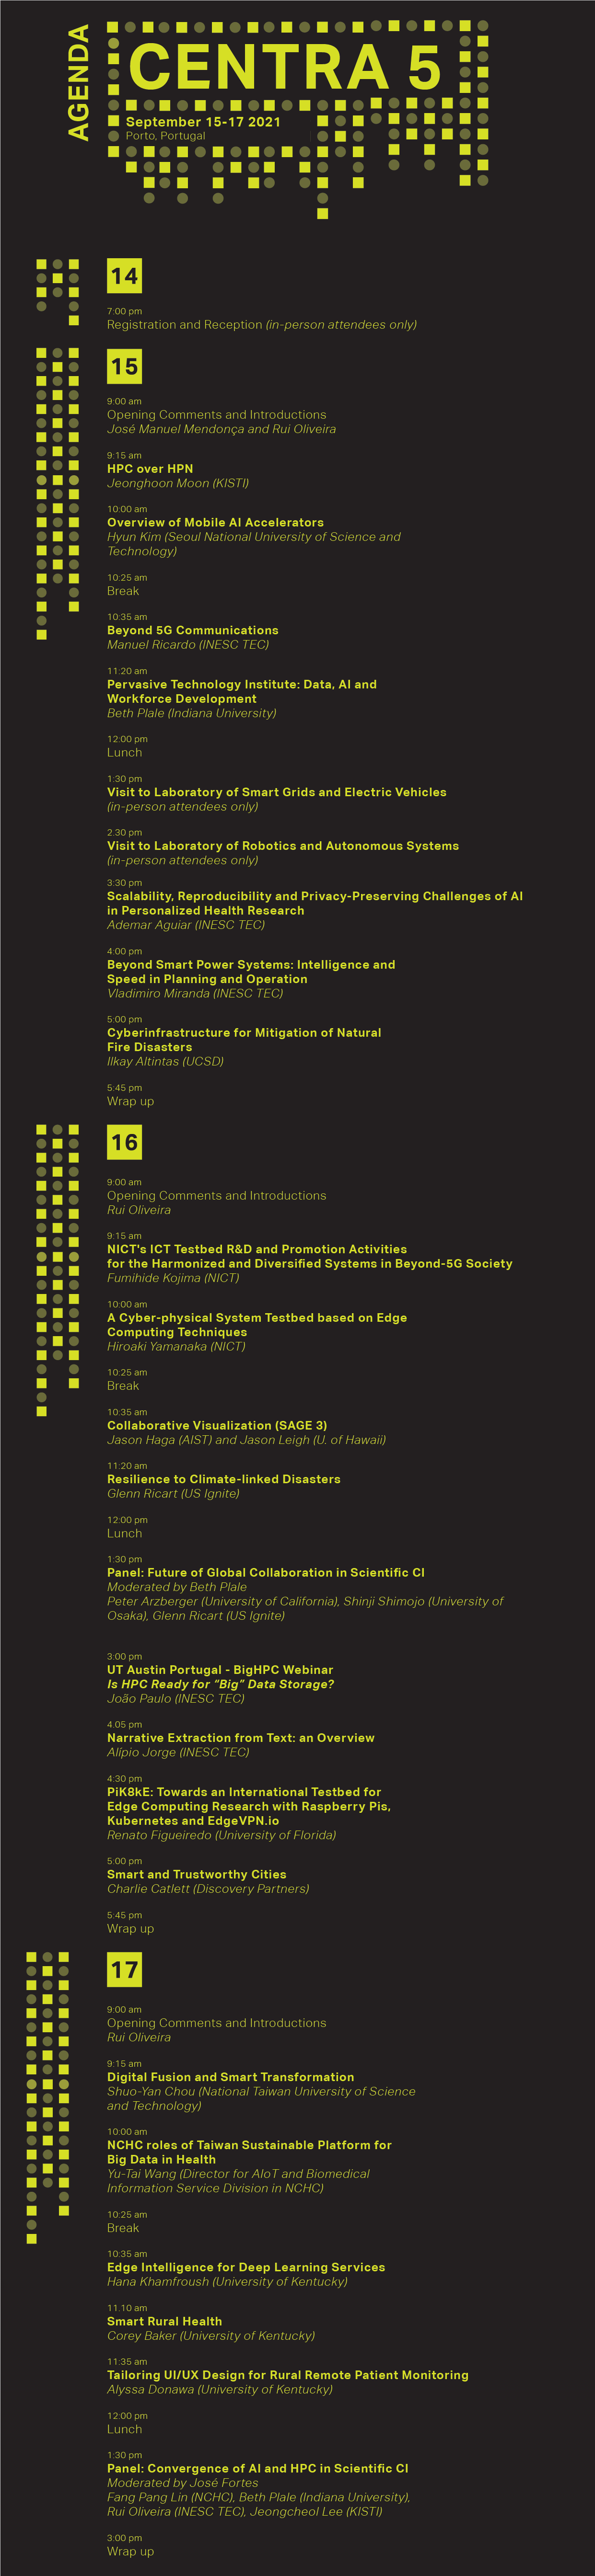 AGENDA
CENTRA 5
September 15-17 2021
Porto, Portugal
14
7:00 pm
Registration and Reception (in-person attendees only)
15
9:00 am
Opening Comments and Introductions
José Manuel Mendonça and Rui Oliveira
9:15 am
HPC over HPN
Jeonghoon Moon (KISTI)
10:00 am
Overview of Mobile AI Accelerators
Hyun Kim (Seoul National University of Science and
Technology)
10:25 am
Break
10:35 am
Beyond 5G Communications
Manuel Ricardo (INESC TEC)
11:20 am
Pervasive Technology Institute: Data, AI and
Workforce Development
Beth Plale (Indiana University)
12:00 pm
Lunch
1:30 pm
Visit to Laboratory of Smart Grids and Electric Vehicles
(in-person attendees only)
2:30 pm
Visit to Laboratory of Robotics and Autonomous Systems
(in-person attendees only)
3:30 pm
Scalability, Reproducibility and Privacy-Preserving Challenges of AI
in Personalized Health Research
Ademar Aguiar (INESC TEC)
4:00 pm
Beyond Smart Power Systems: Intelligence and
Speed in Planning and Operation
Vladimiro Miranda (INESC TEC)
5:00 pm
Cyberinfrastructure for Mitigation of Natural
Fire Disasters
Ilkay Altintas (UCSD)
5:45 pm
Wrap up
16
9:00 am
Opening Comments and Introductions
Rui Oliveira
9:15 am
NICT's ICT Testbed R&D and Promotion Activities
for the Harmonized and Diversified Systems in Beyond-5G Society
Fumihide Kojima (NICT)
10:00 am
A Cyber-physical System Testbed based on Edge
Computing Techniques
Hiroaki Yamanaka (NICT)
10:25 am
Break
10:35 am
Collaborative Visualization (SAGE 3)
Jason Haga (AIST) and Jason Leigh (U. of Hawaii)
11:20 am
Resilience to Climate-linked Disasters
Glenn Ricart (US Ignite)
12:00 pm
Lunch
1:30 pm
Panel: Future of Global Collaboration in Scientific CI
Moderated by Beth Plale
Peter Arzberger (University of California), Shinji Shimojo (University of
Osaka), Glenn Ricart (US Ignite)
3:00 pm
UT Austin Portugal - BigHPC Webinar
Is HPC Ready for “Big” Data Storage?
João Paulo (INESC TEC)
4.05 pm
Narrative Extraction from Text: an Overview
Alípio Jorge (INESC TEC)
4:30 pm
PiK8kE: Towards an International Testbed for
Edge Computing Research with Raspberry Pis,
Kubernetes and EdgeVPN.io
Renato Figueiredo (University of Florida)
5:00 pm
Smart and Trustworthy Cities
Charlie Catlett (Discovery Partners)
5:45 pm
Wrap up
17
9:00 am
Opening Comments and Introductions
Rui Oliveira
9:15 am
Digital Fusion and Smart Transformation
Shuo-Yan Chou (National Taiwan University of Science
and Technology)
10:00 am
NCHC roles of Taiwan Sustainable Platform for
Big Data in Health
Yu-Tai Wang (Director for AIoT and Biomedical
Information Service Division in NCHC)
10:25 am
Break
10:35 am
Edge Intelligence for Deep Learning Services
Hana Khamfroush (University of Kentucky)
11.10 am
Smart Rural Health
Corey Baker (University of Kentucky)
11:35 am
Tailoring UI/UX Design for Rural Remote Patient Monitoring
Alyssa Donawa (University of Kentucky)
12:00 pm
Lunch
1:30 pm
Panel: Convergence of AI and HPC in Scientific CI
Moderated by José Fortes
Fang Pang Lin (NCHC), Beth Plale (Indiana University),
Rui Oliveira (INESC TEC), Jeongcheol Lee (KISTI)
3:00 pm
Wrap up